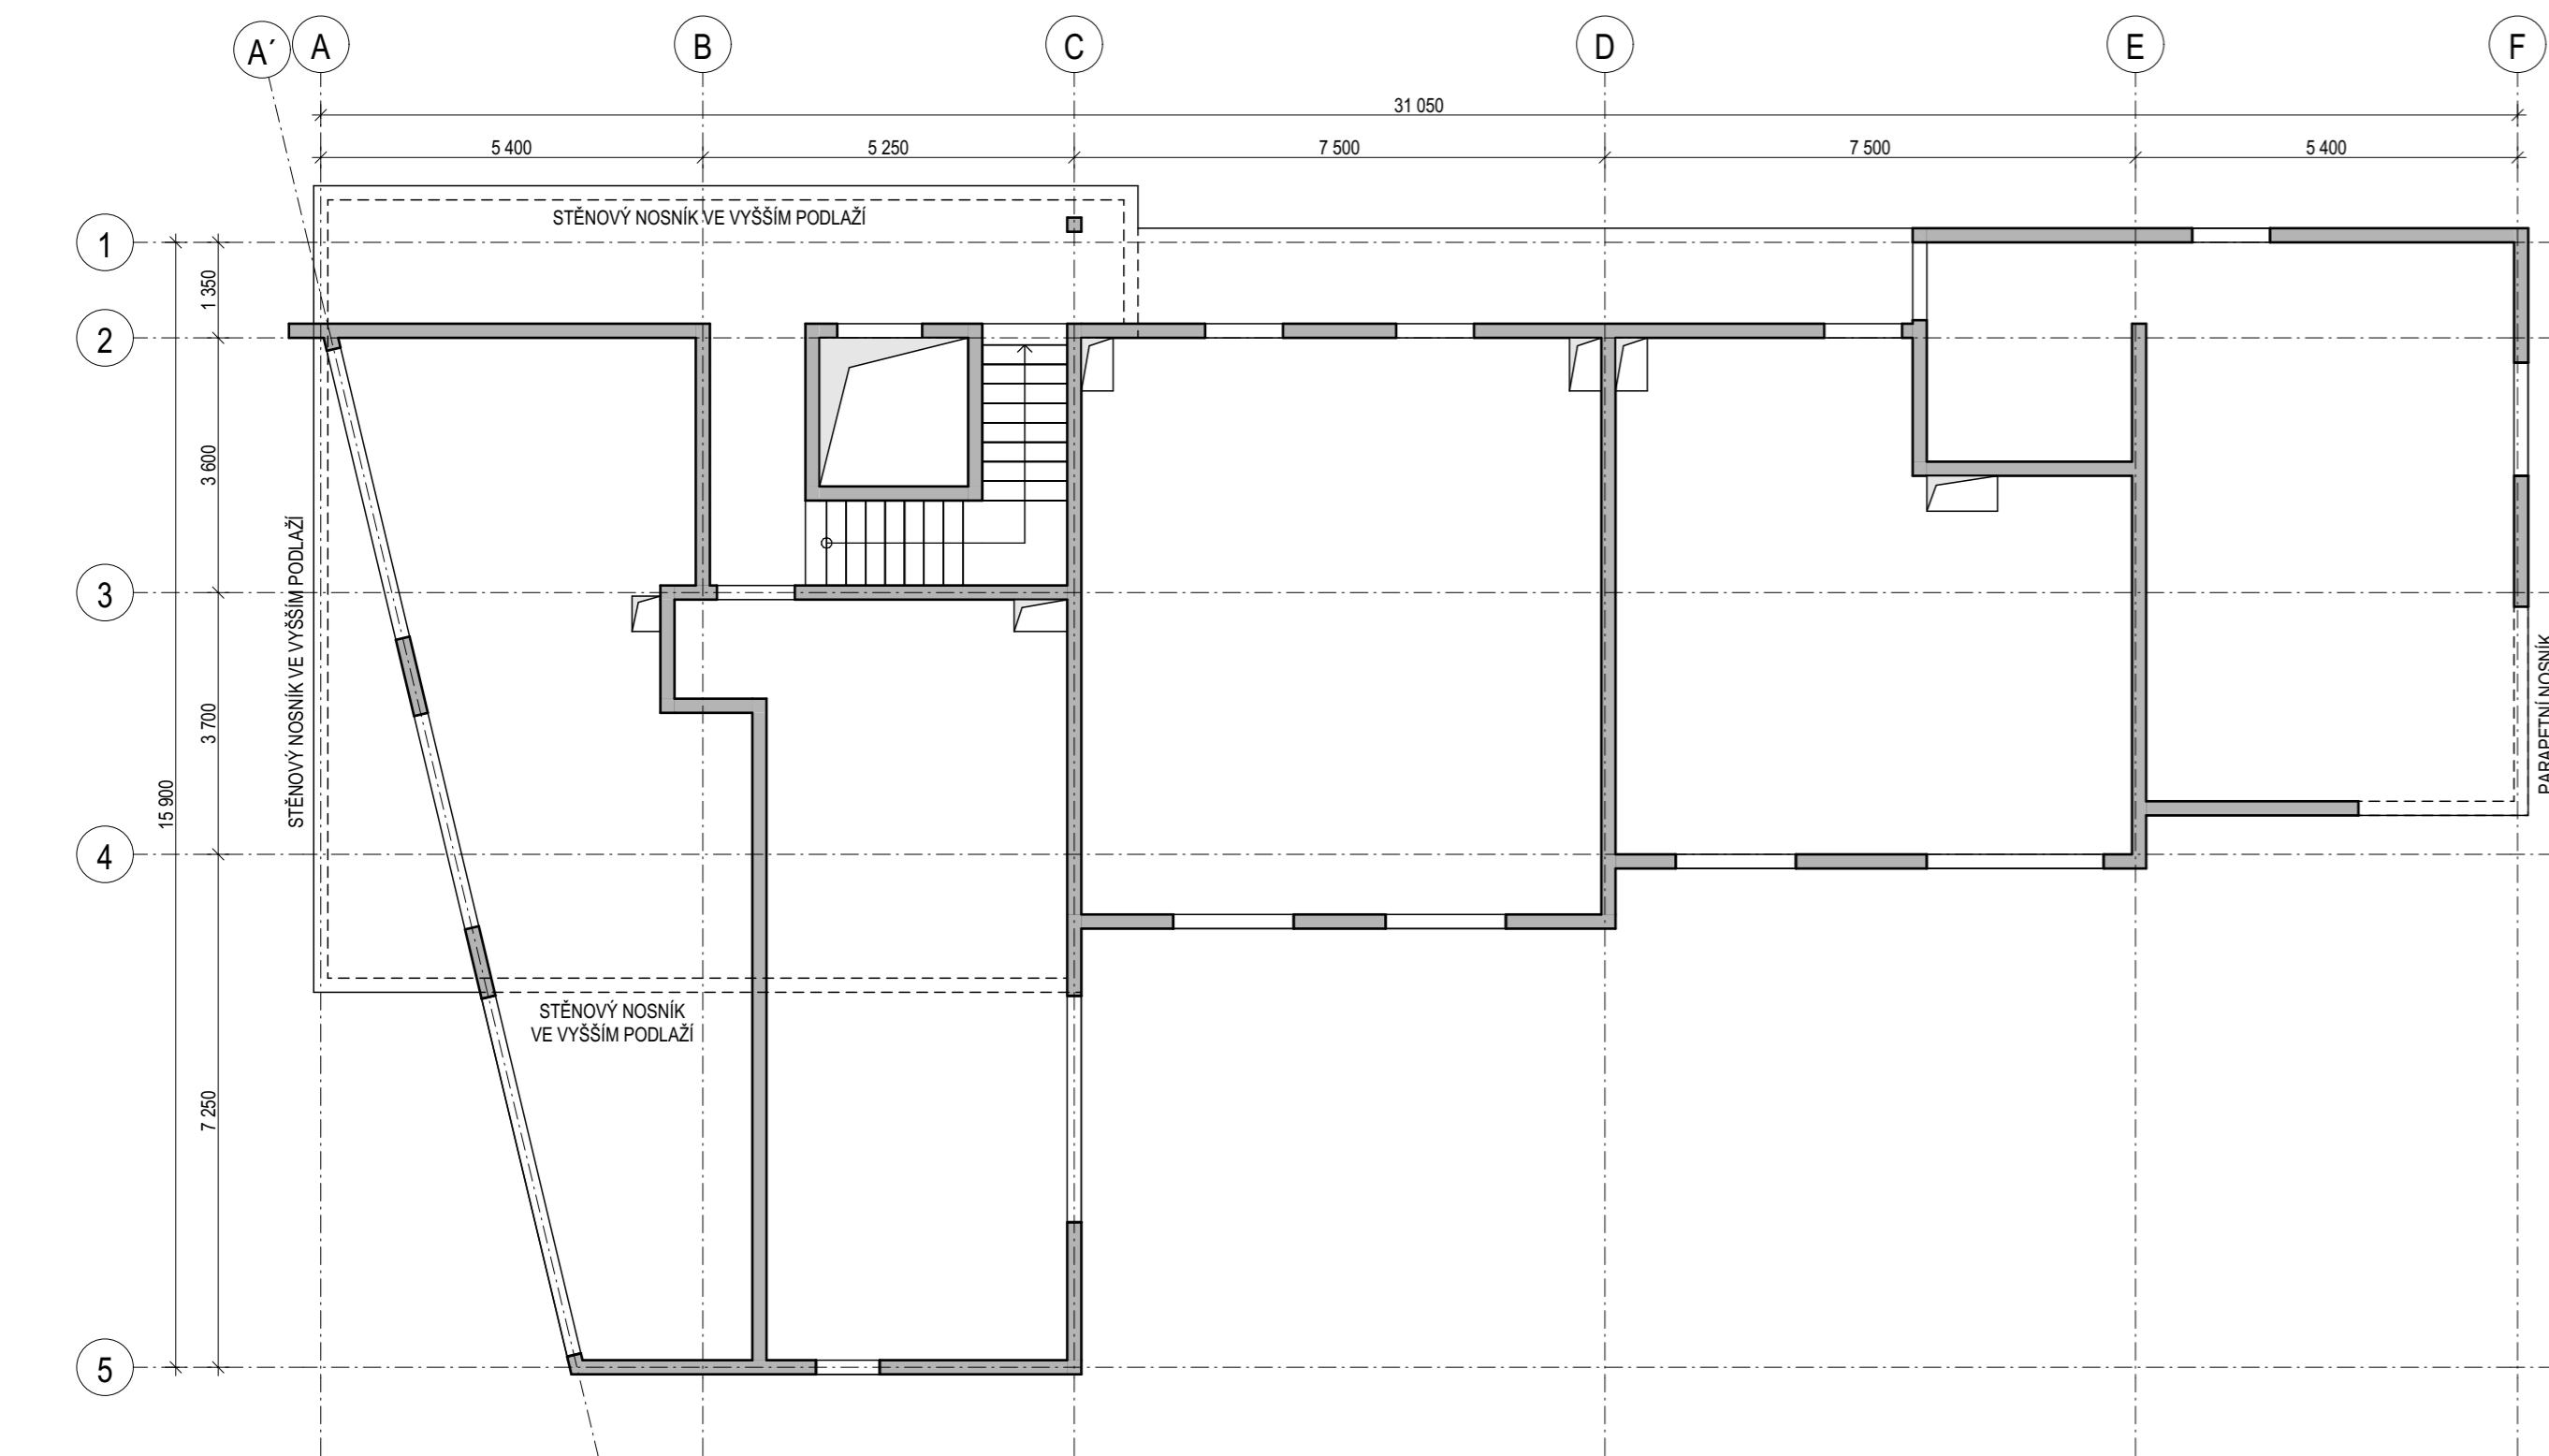 A´ A B C D E F
31 050
5 400 5 250 7 500 7 500 5 400
STĚNOVÝ NOSNÍK VE VYŠŠÍM PODLAŽÍ
1
1 350
2
3 600
3
STĚNOVÝ NOSNÍK VE VYŠŠÍM PODLAŽÍ
PARAPETNÍ NOSNÍK
3 700
15 900
4
STĚNOVÝ NOSNÍK
VE VYŠŠÍM PODLAŽÍ
7 250
5